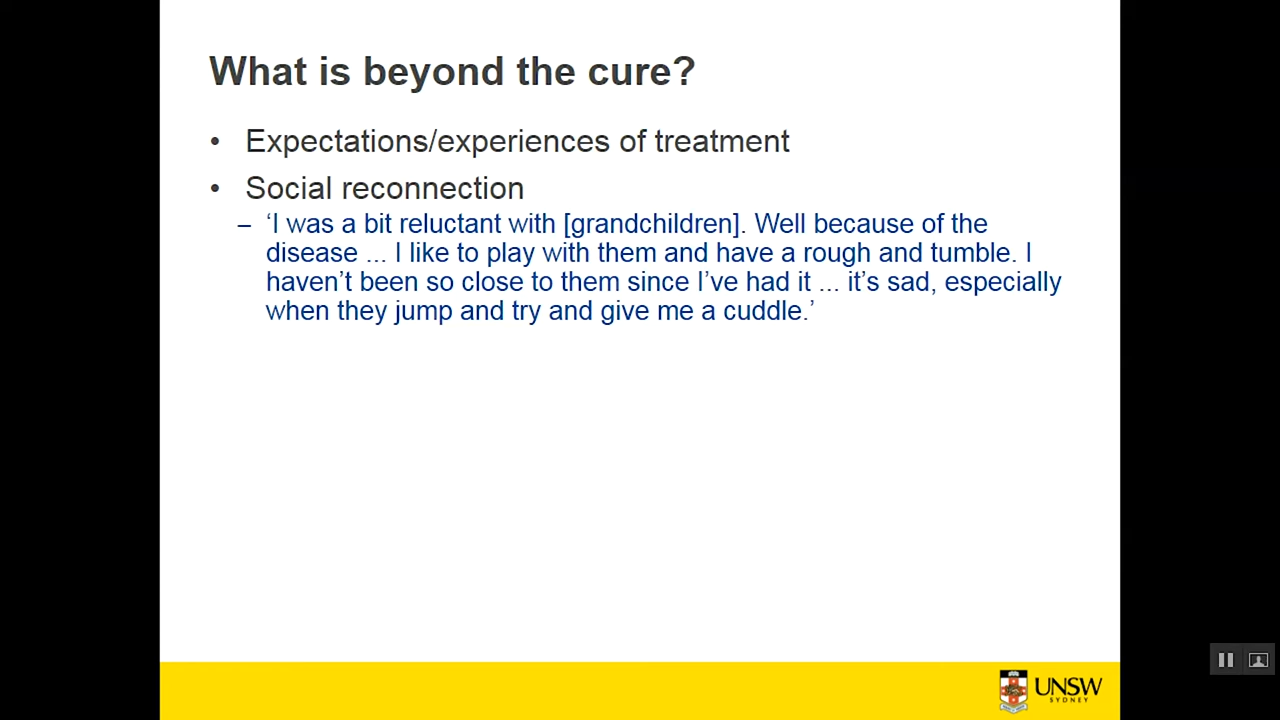 What is beyond the cure?
• Expectations/experiences of treatment
• Social reconnection
– ‘I was a bit reluctant with [grandchildren]. Well because of the
disease ... I like to play with them and have a rough and tumble. I
haven’t been so close to them since I’ve had it ... it’s sad, especially
when they jump and try and give me a cuddle.’
UNSW
SYDNEY